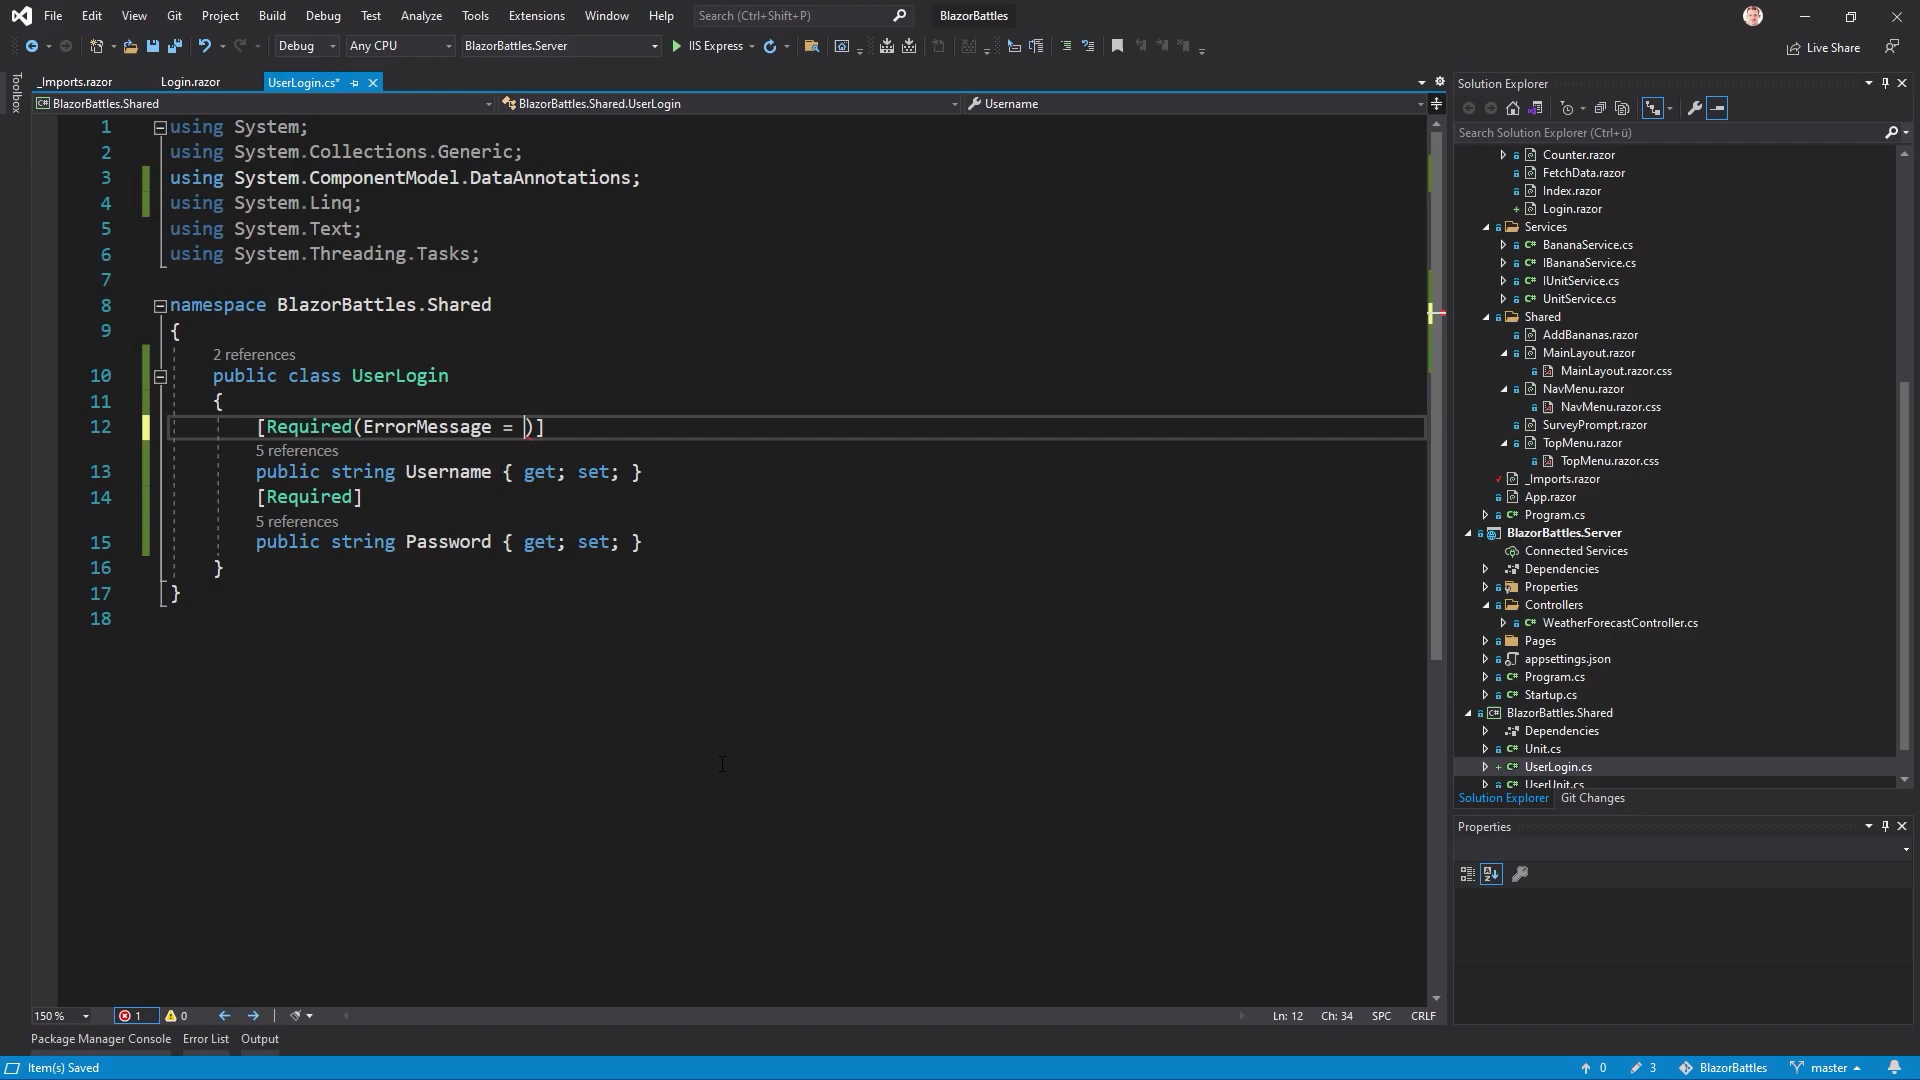 File Edit View Git Project Build Debug Test Analyze Tools Extensions Window Help Search (Ctrl+Shift+P) BlazorBattles
Debug Any CPU BlazorBattles.Server IIS Express Live Share
Toolbox
_Imports.razor Login.razor UserLogin.cs*
BlazorBattles.Shared BlazorBattles.Shared.UserLogin Username
1 using System;
2 using System.Collections.Generic;
3 using System.ComponentModel.DataAnnotations;
4 using System.Linq;
5 using System.Text;
6 using System.Threading.Tasks;
7
8 namespace BlazorBattles.Shared
9 {
2 references
10 public class UserLogin
11 {
12 [Required(ErrorMessage = )]
5 references
13 public string Username { get; set; }
14 [Required]
5 references
15 public string Password { get; set; }
16 }
17 }
18
150 % 1 0 Ln: 12 Ch: 34 SPC CRLF
Package Manager Console Error List Output
Solution Explorer
Search Solution Explorer (Ctrl+ü)
Counter.razor
FetchData.razor
Index.razor
Login.razor
Services
BananaService.cs
IBananaService.cs
IUnitService.cs
UnitService.cs
Shared
AddBananas.razor
MainLayout.razor
MainLayout.razor.css
NavMenu.razor
NavMenu.razor.css
SurveyPrompt.razor
TopMenu.razor
TopMenu.razor.css
_Imports.razor
App.razor
Program.cs
BlazorBattles.Server
Connected Services
Dependencies
Properties
Controllers
WeatherForecastController.cs
Pages
appsettings.json
Program.cs
Startup.cs
BlazorBattles.Shared
Dependencies
Unit.cs
UserLogin.cs
UserUnit.cs
Solution Explorer Git Changes
Properties
Item(s) Saved 0 3 BlazorBattles master